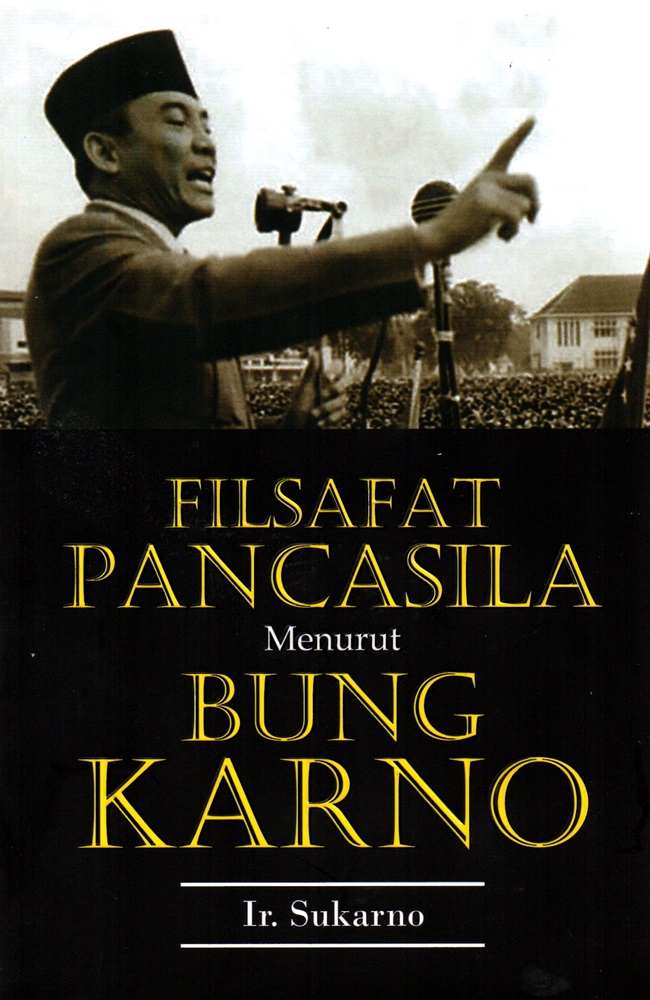 FILSAFAT
PANCASILA
Menurut
BUNG
KARNO
Ir. Sukarno